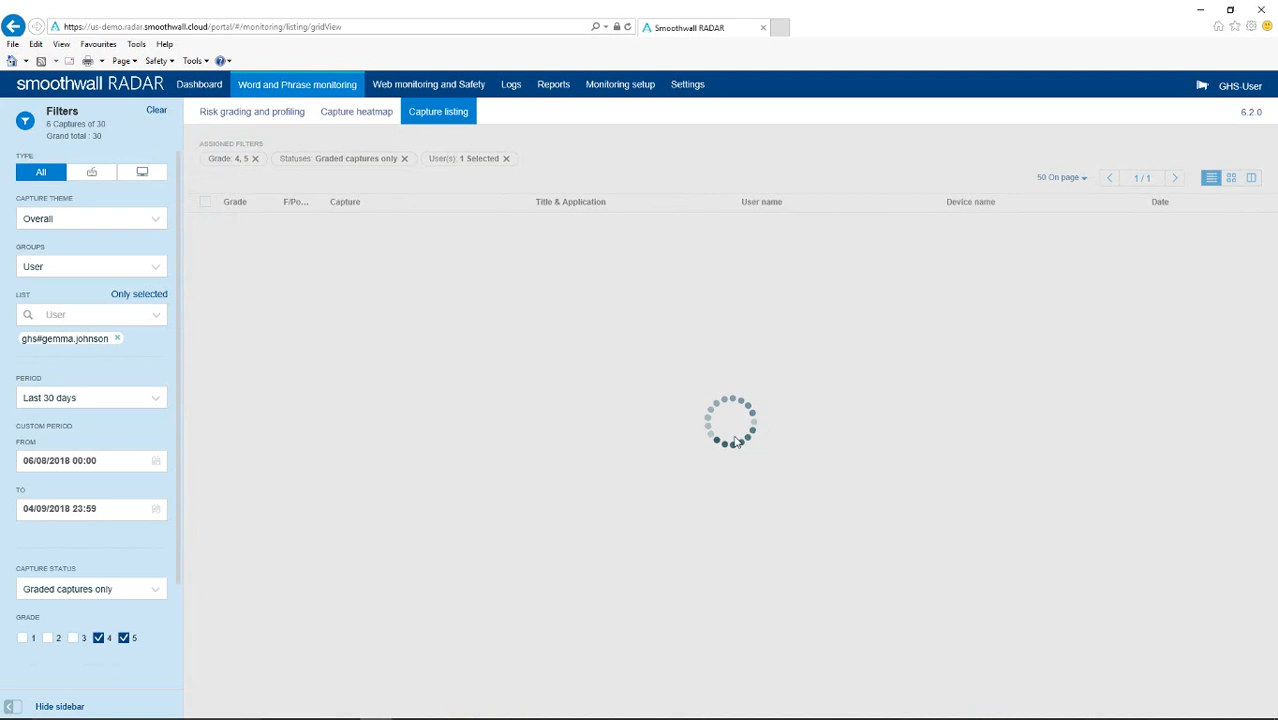 https://us-demo.radar.smoothwall.cloud/portal/#/monitoring/listing/gridView
Smoothwall RADAR
File Edit View Favourites Tools Help
Page Safety Tools
smoothwall RADAR Dashboard Word and Phrase monitoring Web monitoring and Safety Logs Reports Monitoring setup Settings GHS-User
Filters Clear
6 Captures of 30
Grand total : 30
Risk grading and profiling Capture heatmap Capture listing 6.2.0
ASSIGNED FILTERS
Grade: 4, 5 Statuses: Graded captures only User(s): 1 Selected
50 On page 1 / 1
Grade F/Po... Capture Title & Application User name Device name Date
TYPE
All
CAPTURE THEME
Overall
GROUPS
User
LIST Only selected
User
ghs#gemma.johnson
PERIOD
Last 30 days
CUSTOM PERIOD
FROM
06/08/2018 00:00
TO
04/09/2018 23:59
CAPTURE STATUS
Graded captures only
GRADE
1 2 3 4 5
Hide sidebar